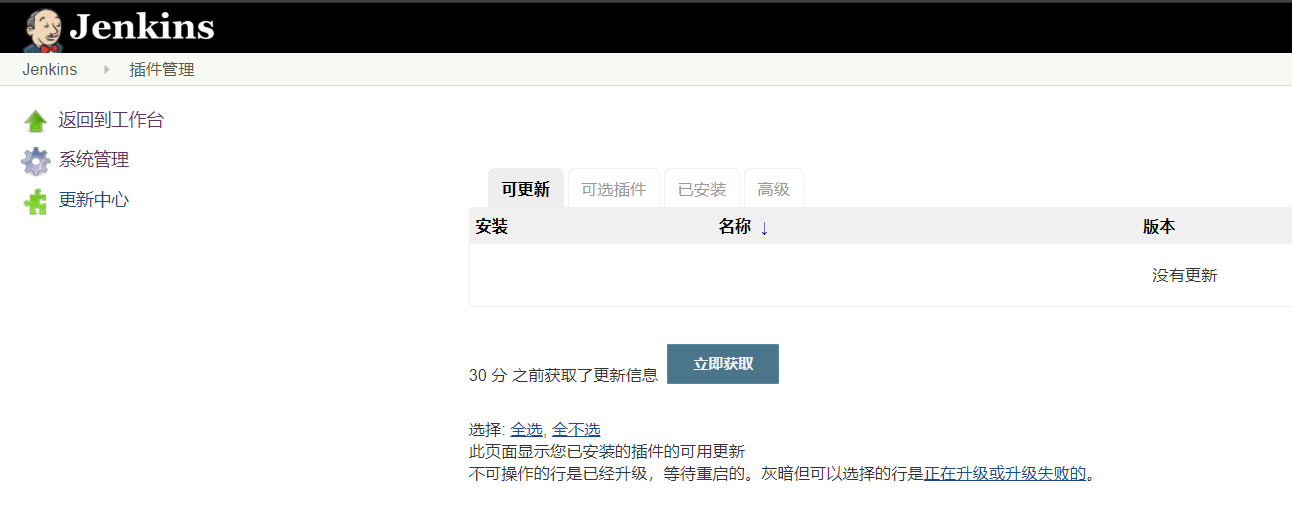 Jenkins
Jenkins 插件管理
返回到工作台
系统管理
更新中心
可更新 可选插件 已安装 高级
安装 名称 ↓ 版本
没有更新
30 分 之前获取了更新信息 立即获取
选择: 全选, 全不选
此页面显示您已安装的插件的可用更新
不可操作的行是已经升级，等待重启的。灰暗但可以选择的行是正在升级或升级失败的。